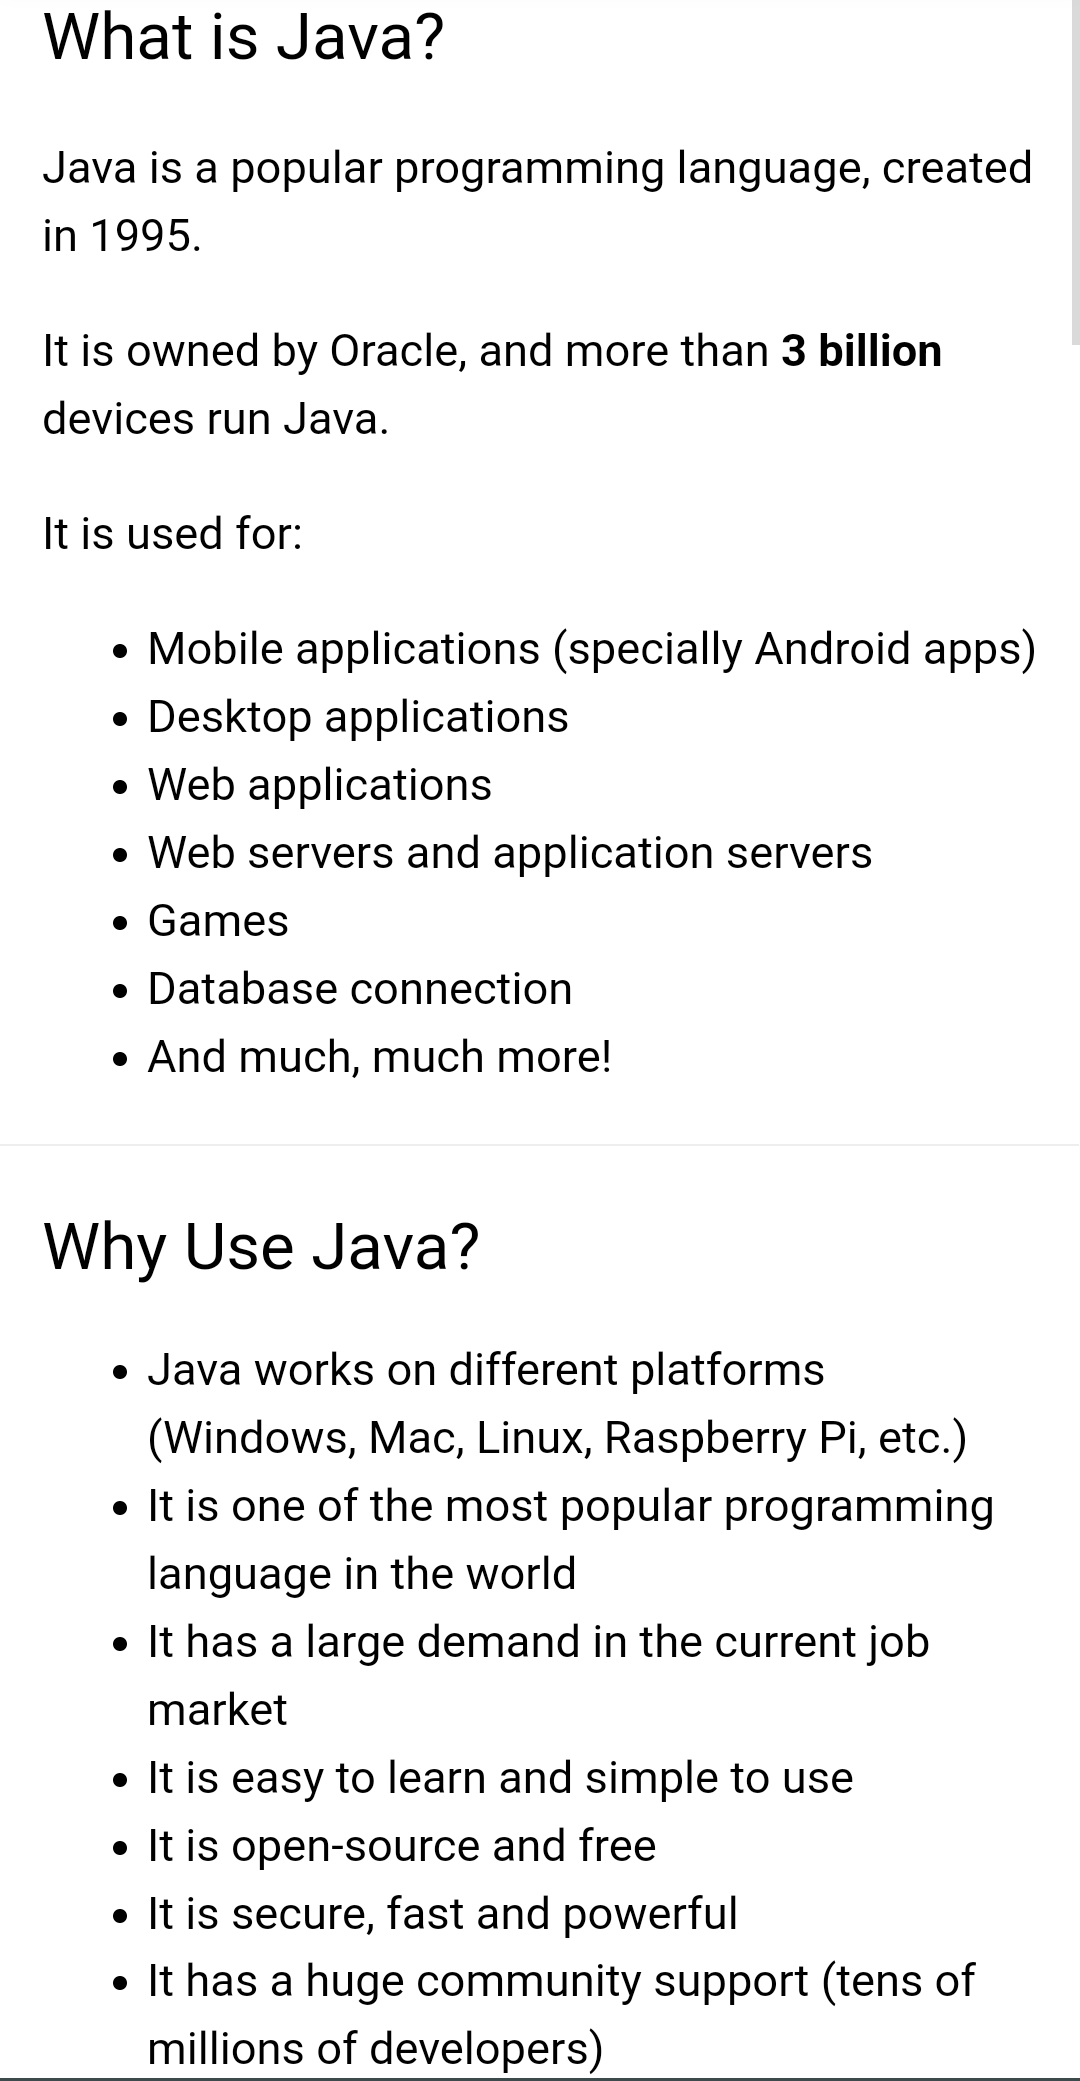 What is Java?
Java is a popular programming language, created
in 1995.
It is owned by Oracle, and more than 3 billion
devices run Java.
It is used for:
• Mobile applications (specially Android apps)
• Desktop applications
• Web applications
• Web servers and application servers
• Games
• Database connection
• And much, much more!
Why Use Java?
• Java works on different platforms
(Windows, Mac, Linux, Raspberry Pi, etc.)
• It is one of the most popular programming
language in the world
• It has a large demand in the current job
market
• It is easy to learn and simple to use
• It is open-source and free
• It is secure, fast and powerful
• It has a huge community support (tens of
millions of developers)